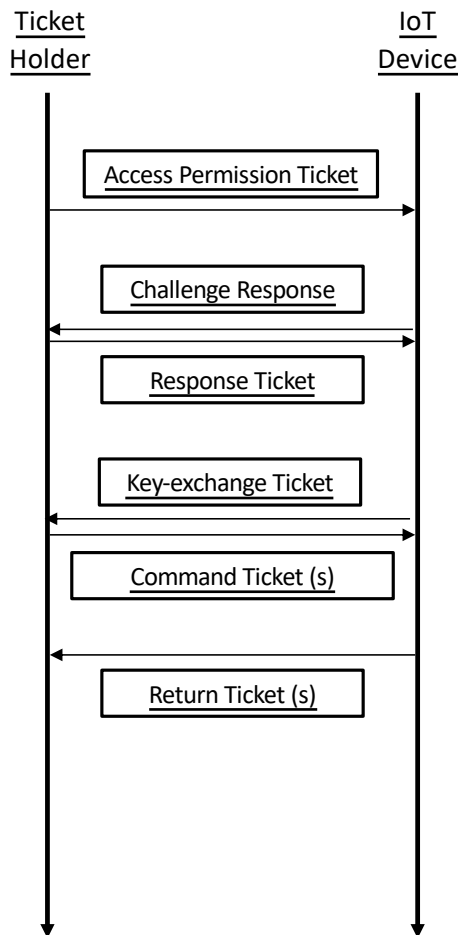 Ticket
Holder
IoT
Device
Access Permission Ticket
Challenge Response
Response Ticket
Key-exchange Ticket
Command Ticket (s)
Return Ticket (s)